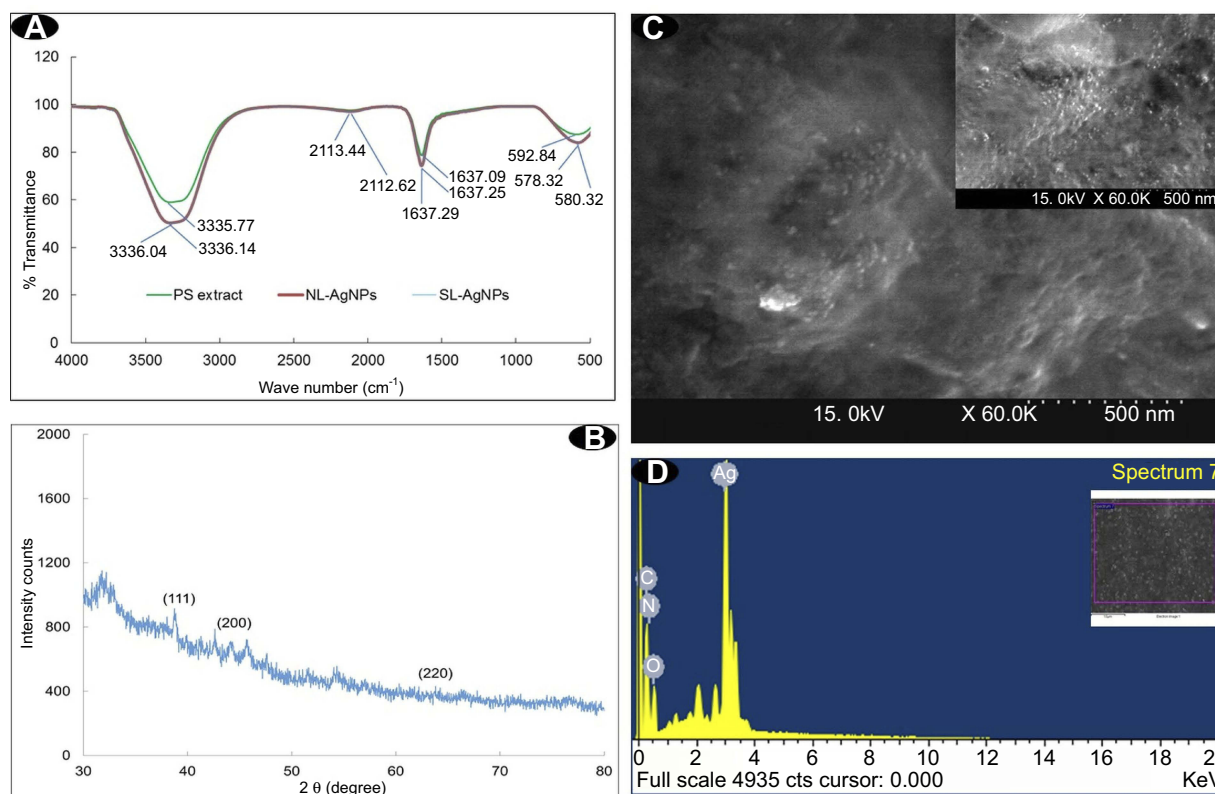 A
120
100
80
60
40
20
0
% Transmittance
2113.44
2112.62
1637.09
1637.25
1637.29
592.84
578.32
580.32
3335.77
3336.04
3336.14
PS extract NL-AgNPs SL-AgNPs
4000 3500 3000 2500 2000 1500 1000 500
Wave number (cm-1)
B
2000
1600
1200
800
400
0
Intensity counts
(111)
(200)
(220)
30 40 50 60 70 80
2 θ (degree)
C
15. 0kV X 60.0K 500 nm
15. 0kV X 60.0K 500 nm
D
Ag
Spectrum 7
C
N
O
0 2 4 6 8 10 12 14 16 18 2
Full scale 4935 cts cursor: 0.000 KeV